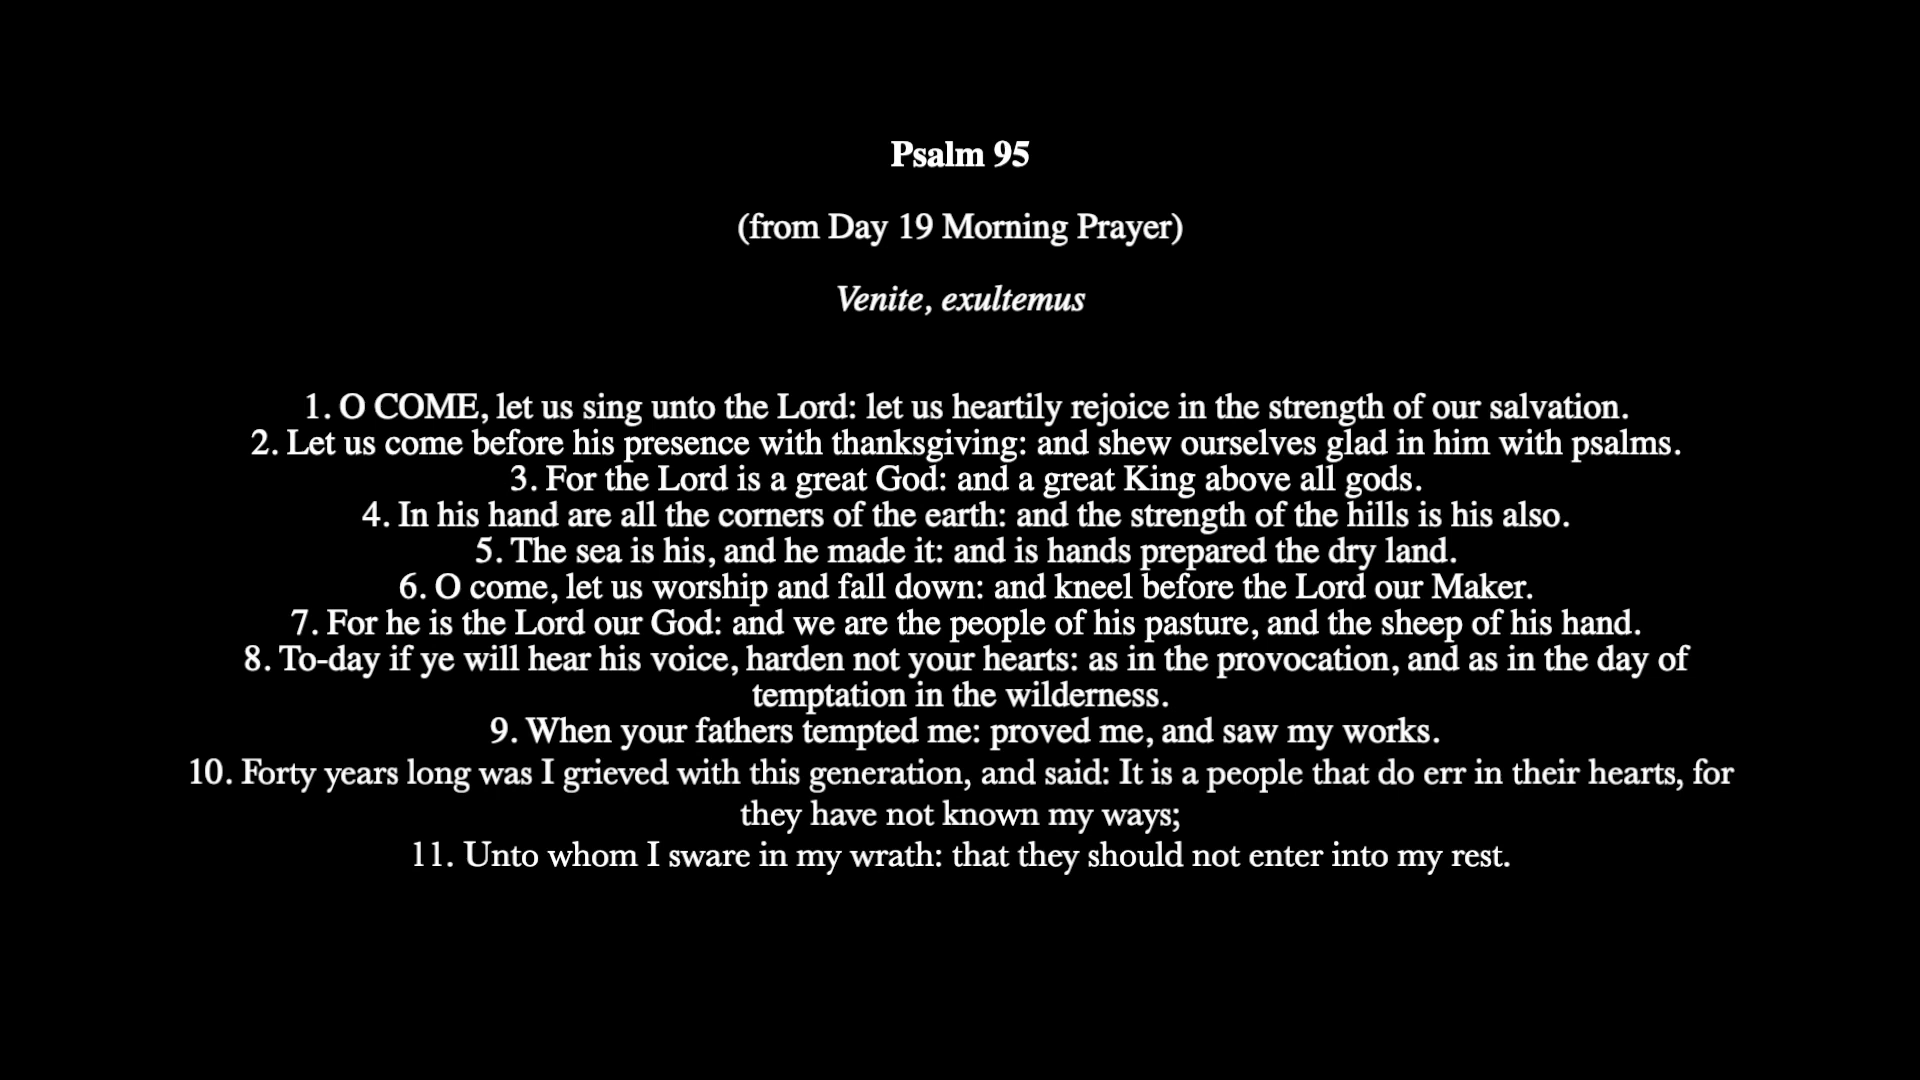 Psalm 95
(from Day 19 Morning Prayer)
Venite, exultemus
1. O COME, let us sing unto the Lord: let us heartily rejoice in the strength of our salvation.
2. Let us come before his presence with thanksgiving: and shew ourselves glad in him with psalms.
3. For the Lord is a great God: and a great King above all gods.
4. In his hand are all the corners of the earth: and the strength of the hills is his also.
5. The sea is his, and he made it: and is hands prepared the dry land.
6. O come, let us worship and fall down: and kneel before the Lord our Maker.
7. For he is the Lord our God: and we are the people of his pasture, and the sheep of his hand.
8. To-day if ye will hear his voice, harden not your hearts: as in the provocation, and as in the day of
temptation in the wilderness.
9. When your fathers tempted me: proved me, and saw my works.
10. Forty years long was I grieved with this generation, and said: It is a people that do err in their hearts, for
they have not known my ways;
11. Unto whom I sware in my wrath: that they should not enter into my rest.